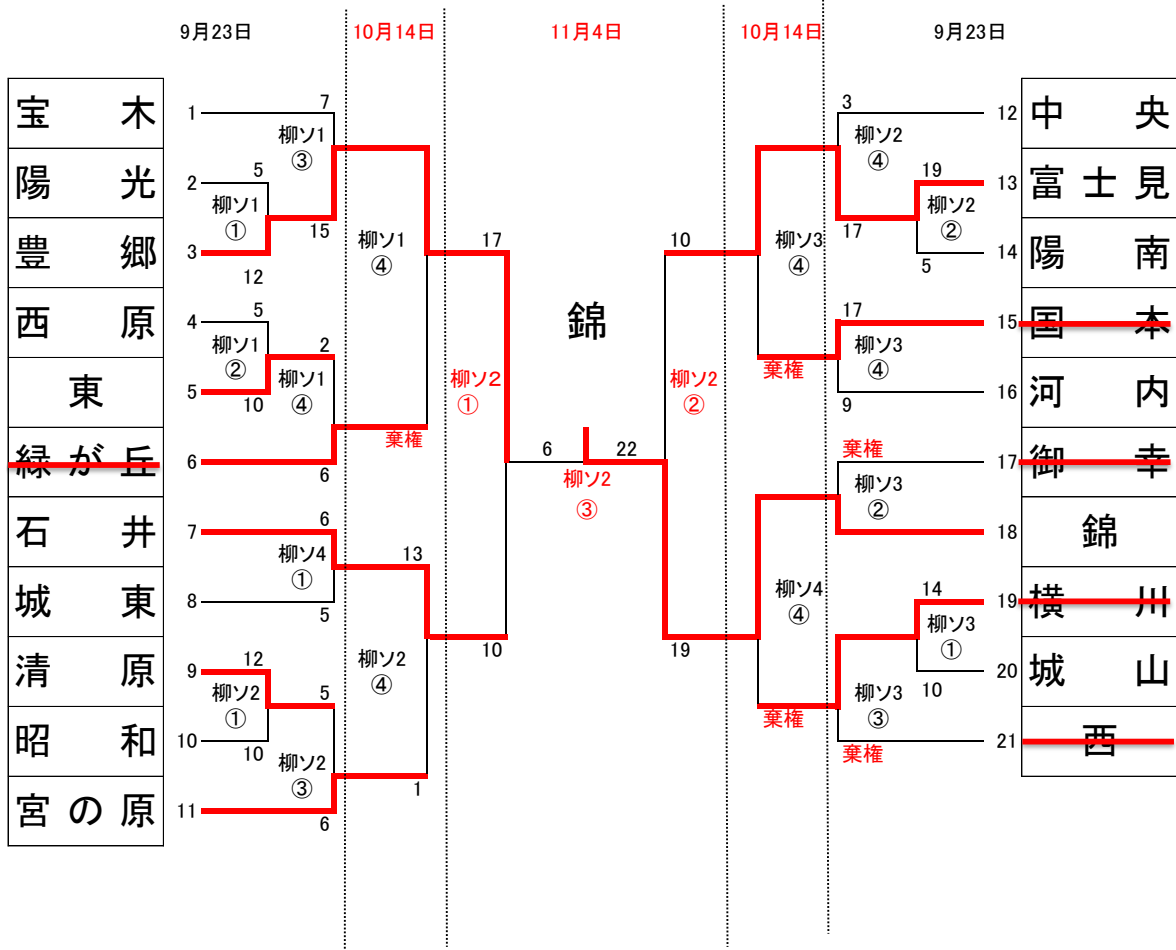 9月23日 10月14日 11月4日 10月14日 9月23日
宝木 1 7
柳ソ1
③
陽光 2 5
柳ソ1
①
15
豊郷 3
12
柳ソ1
④
17
西原 4 5
柳ソ1
②
2
東 5
10
柳ソ1
④
棄権
緑が丘 6
6
柳ソ2
①
石井 7 6
柳ソ4
①
13
城東 8
5
清原 9 12
柳ソ2
①
5
柳ソ2
④
10
昭和 10
10
柳ソ2
③
1
宮の原 11
6
錦
6 22
柳ソ2
③
3 12 中央
柳ソ2
④
19 13 富士見
柳ソ2
②
17
10
柳ソ3
④
14 陽南
5
17 15 国本
柳ソ3
④
棄権
柳ソ2
②
16 河内
9
棄権 17 御幸
柳ソ3
②
18 錦
柳ソ4
④
14 19 横川
柳ソ3
①
19
20 城山
10
柳ソ3
③
棄権
21 西
棄権